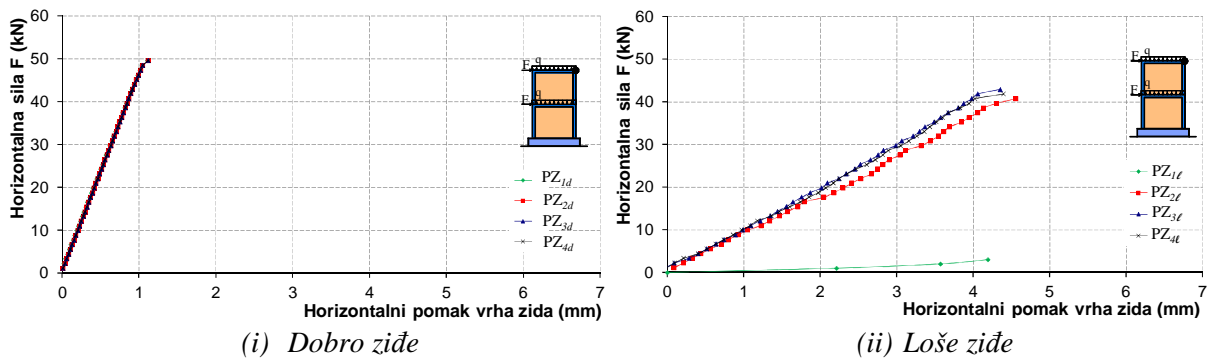 Horizontalna sila F (kN)
60
50
40
30
20
10
0
q
F
q
F
PZ1d
PZ2d
PZ3d
PZ4d
0 1 2 3 4 5 6 7
Horizontalni pomak vrha zida (mm)
(i) Dobro ziđe
Horizontalna sila F (kN)
60
50
40
30
20
10
0
q
F
q
F
PZ1ℓ
PZ2ℓ
PZ3ℓ
PZ4ℓ
0 1 2 3 4 5 6 7
Horizontalni pomak vrha zida (mm)
(ii) Loše ziđe